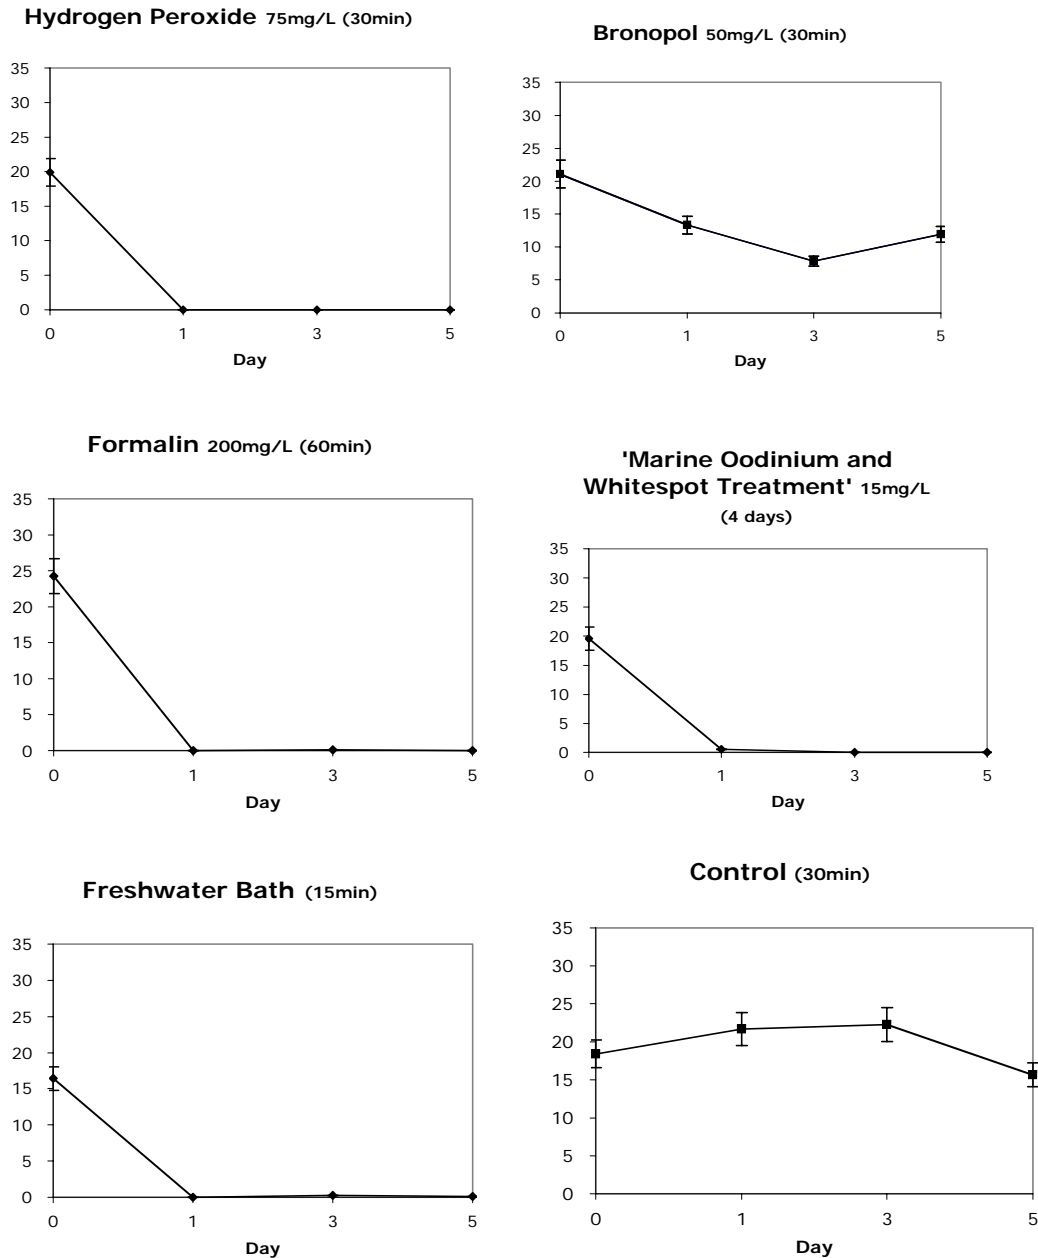 Hydrogen Peroxide 75mg/L (30min)
35
30
25
20
15
10
5
0
0 1 3 5
Day
Bronopol 50mg/L (30min)
35
30
25
20
15
10
5
0
0 1 3 5
Day
Formalin 200mg/L (60min)
35
30
25
20
15
10
5
0
0 1 3 5
Day
'Marine Oodinium and
Whitespot Treatment' 15mg/L
(4 days)
35
30
25
20
15
10
5
0
0 1 3 5
Day
Freshwater Bath (15min)
35
30
25
20
15
10
5
0
0 1 3 5
Day
Control (30min)
35
30
25
20
15
10
5
0
0 1 3 5
Day